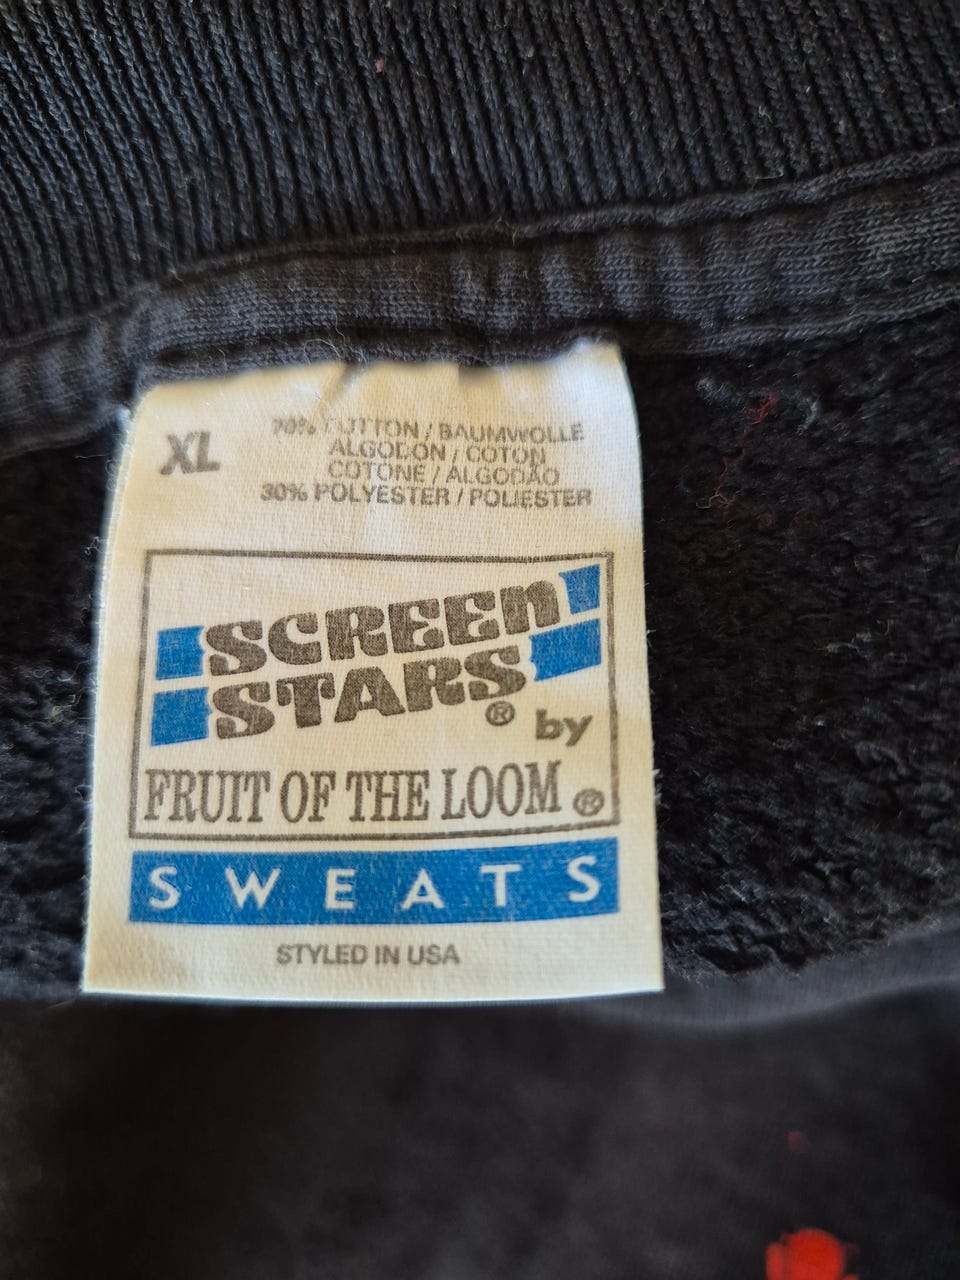 XL
70% COTTON / BAUMWOLLE
ALGODON / COTON
COTONE / ALGODÃO
30% POLYESTER / POLIESTER
SCREEN
STARS® by
FRUIT OF THE LOOM®
SWEATS
STYLED IN USA